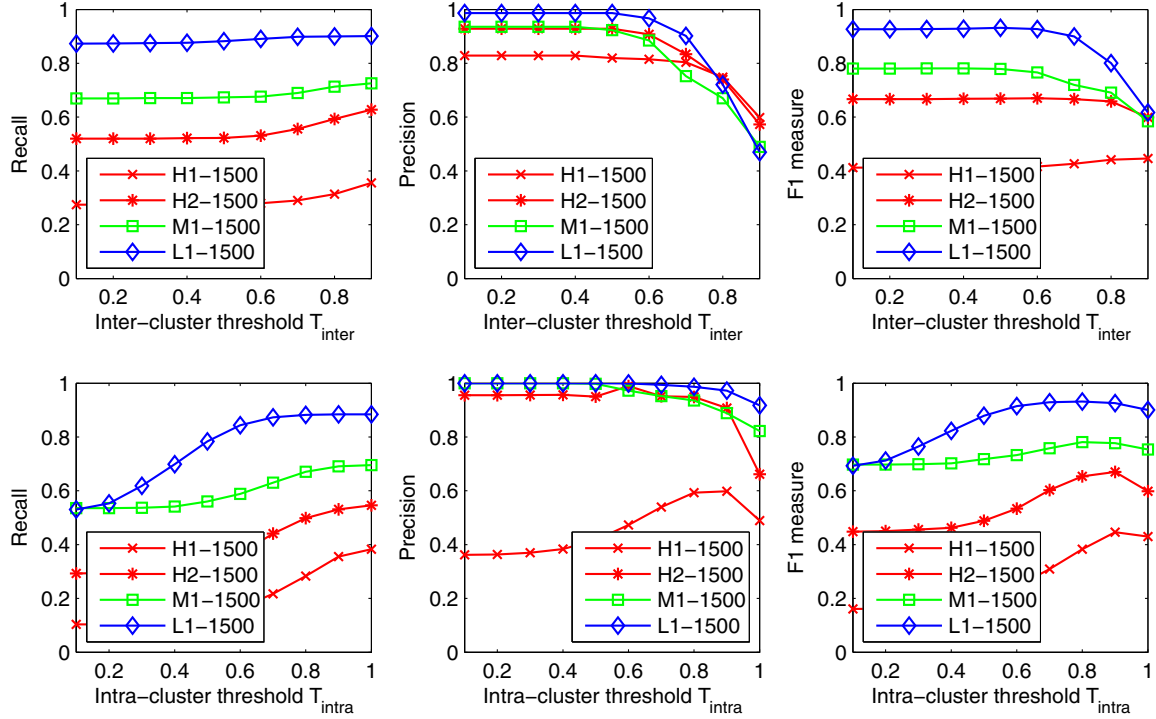 1
0.8
0.6
0.4
0.2
0
Recall
H1−1500
H2−1500
M1−1500
L1−1500
0.2 0.4 0.6 0.8
Inter−cluster threshold T_inter
1
0.8
0.6
0.4
0.2
0
Precision
H1−1500
H2−1500
M1−1500
L1−1500
0.2 0.4 0.6 0.8
Inter−cluster threshold T_inter
1
0.8
0.6
0.4
0.2
0
F1 measure
H1−1500
H2−1500
M1−1500
L1−1500
0.2 0.4 0.6 0.8
Inter−cluster threshold T_inter
1
0.8
0.6
0.4
0.2
0
Recall
H1−1500
H2−1500
M1−1500
L1−1500
0.2 0.4 0.6 0.8 1
Intra−cluster threshold T_intra
1
0.8
0.6
0.4
0.2
0
Precision
H1−1500
H2−1500
M1−1500
L1−1500
0.2 0.4 0.6 0.8 1
Intra−cluster threshold T_intra
1
0.8
0.6
0.4
0.2
0
F1 measure
H1−1500
H2−1500
M1−1500
L1−1500
0.2 0.4 0.6 0.8 1
Intra−cluster threshold T_intra